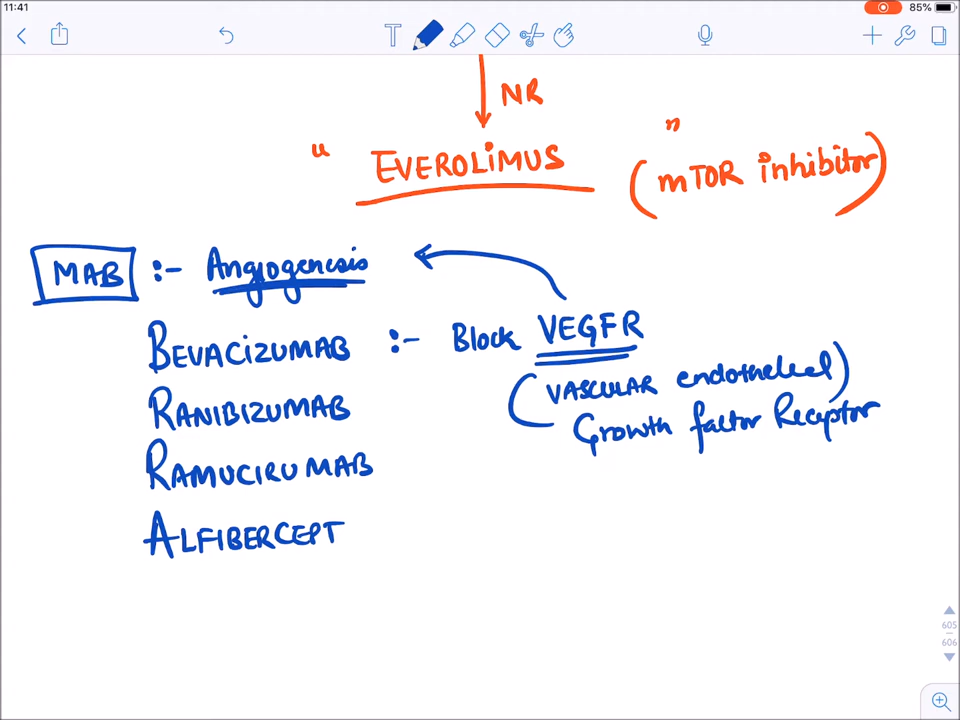 11:41
85%
T
NR
" EVEROLIMUS " (mTOR inhibitor)
MAB :- Angiogenesis
BEVACIZUMAB :- Block VEGFR
(VASCULAR endotheleal)
Growth factor Receptor
RANIBIZUMAB
RAMUCIRUMAB
ALFIBERCEPT
605
606